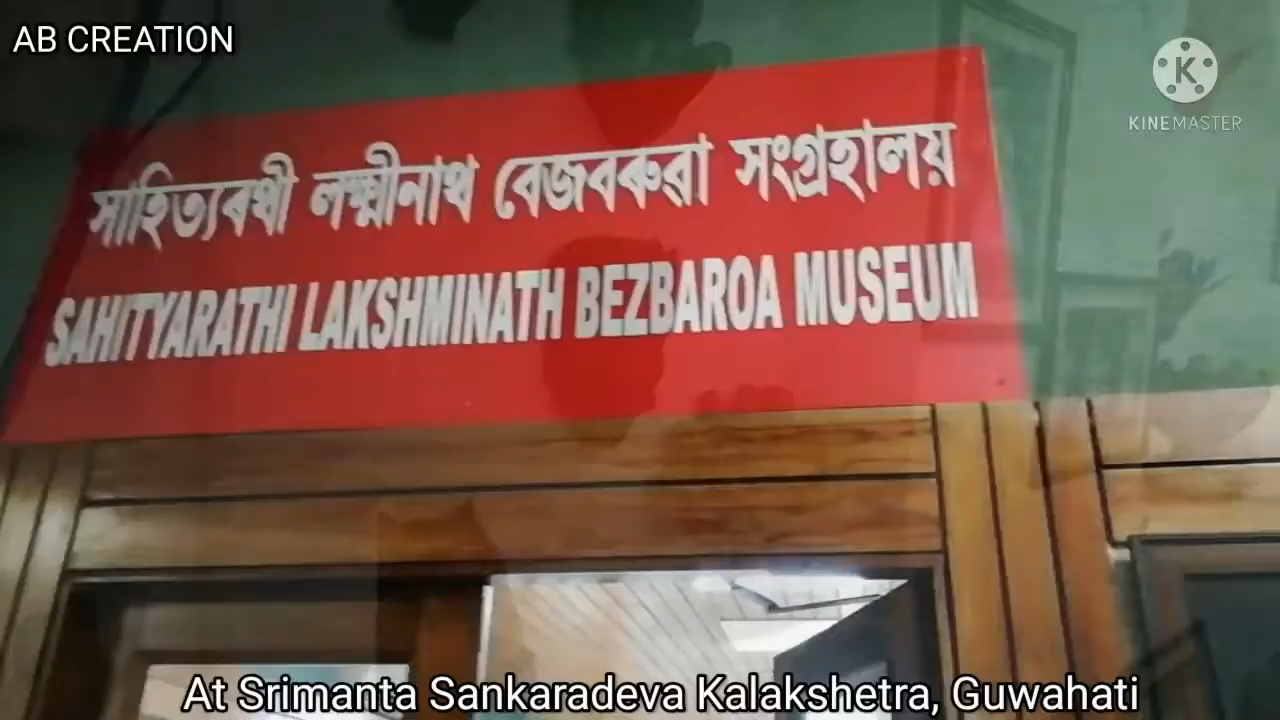 AB CREATION
K
KINEMASTER
সাহিত্যৰথী লক্ষ্মীনাথ বেজবৰুৱা সংগ্ৰহালয়
SAHITYARATHI LAKSHMINATH BEZBAROA MUSEUM
At Srimanta Sankaradeva Kalakshetra, Guwahati